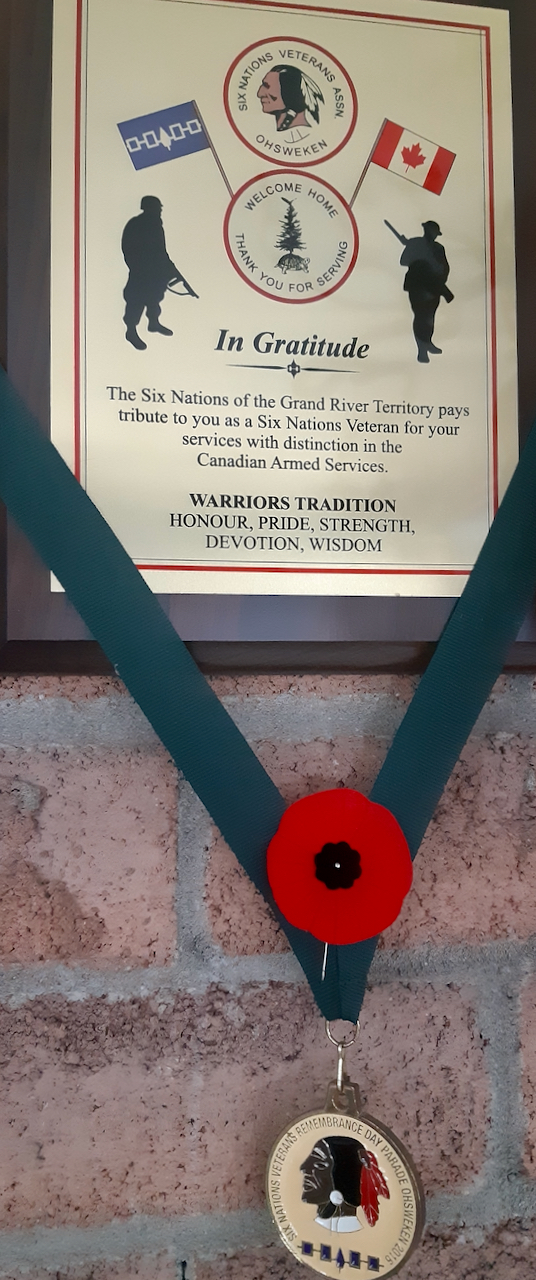 SIX NATIONS VETERANS ASSN.
OHSWEKEN
WELCOME HOME
THANK YOU FOR SERVING
In Gratitude
The Six Nations of the Grand River Territory pays
tribute to you as a Six Nations Veteran for your
services with distinction in the
Canadian Armed Services.
WARRIORS TRADITION
HONOUR, PRIDE, STRENGTH,
DEVOTION, WISDOM
SIX NATIONS VETERANS REMEMBRANCE DAY PARADE OHSWEKEN 2016